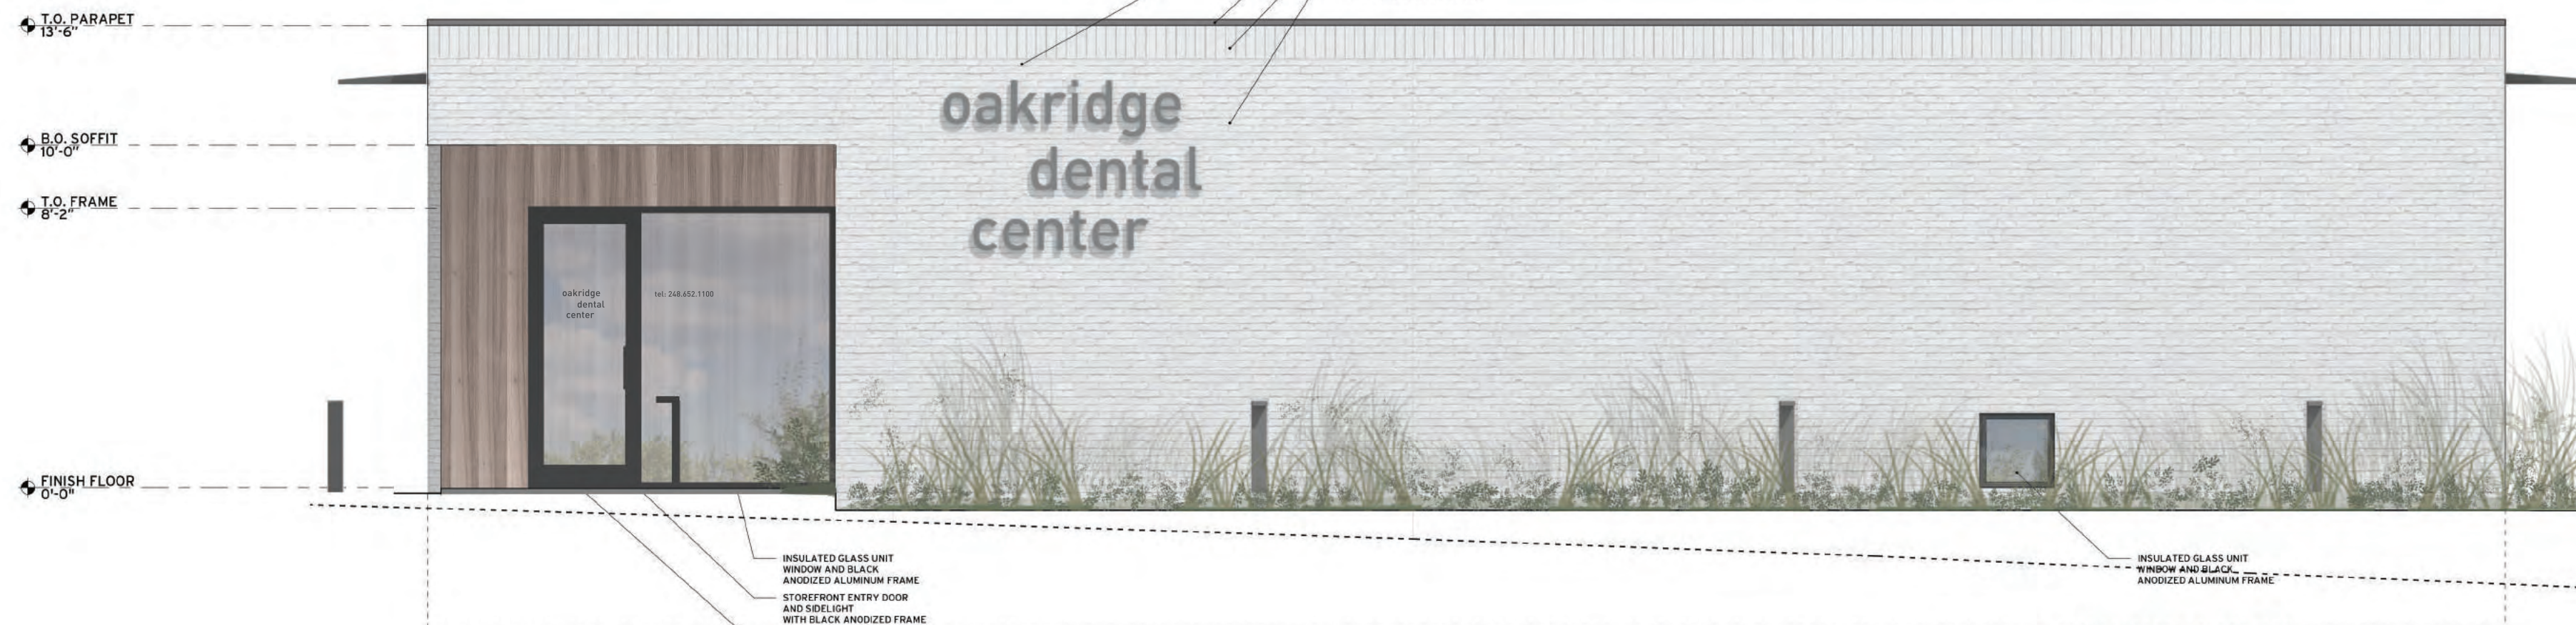 T.O. PARAPET
13'-6"
B.O. SOFFIT
10'-0"
T.O. FRAME
8'-2"
FINISH FLOOR
0'-0"
oakridge
dental
center
oakridge
dental
center
tel: 248.652.1100
INSULATED GLASS UNIT
WINDOW AND BLACK
ANODIZED ALUMINUM FRAME
STOREFRONT ENTRY DOOR
AND SIDELIGHT
WITH BLACK ANODIZED FRAME
INSULATED GLASS UNIT
WINDOW AND BLACK
ANODIZED ALUMINUM FRAME